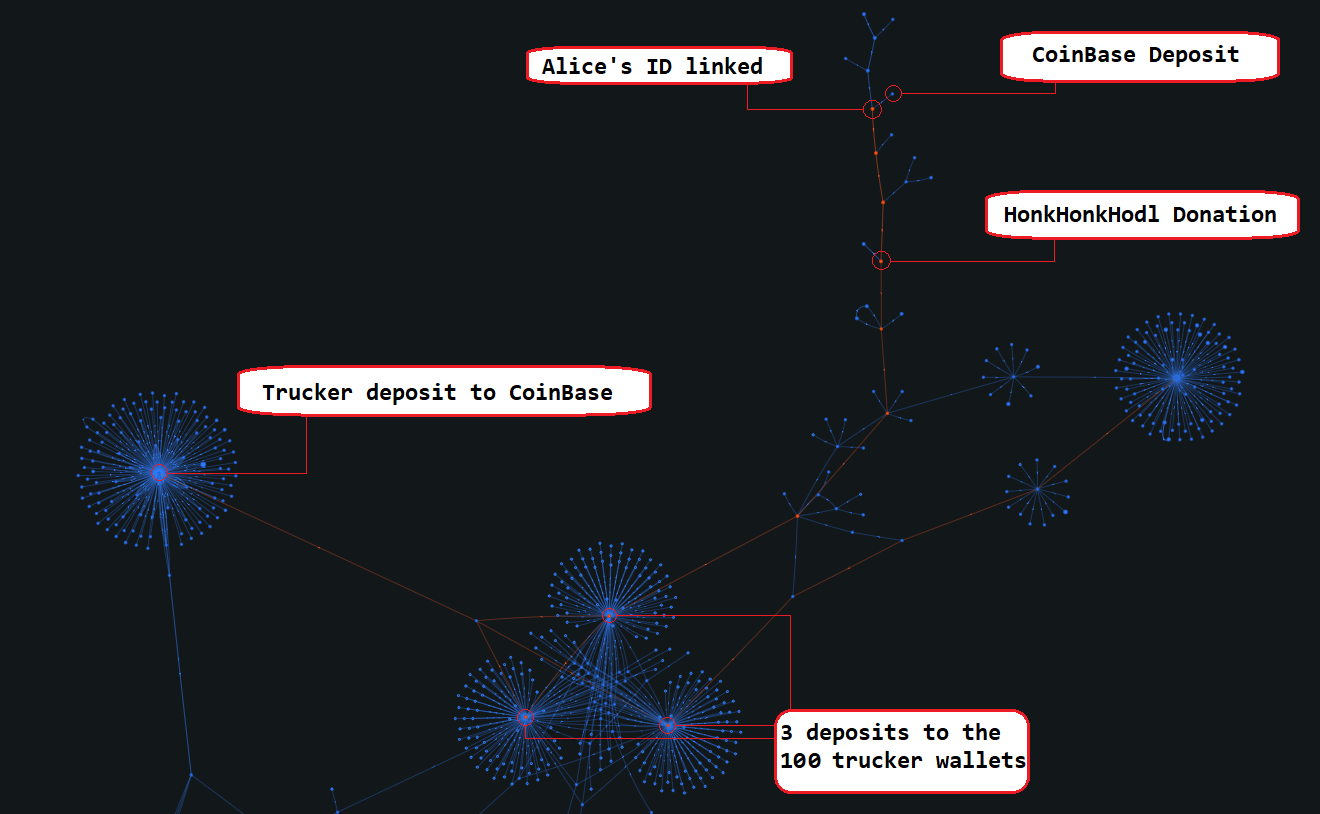 CoinBase Deposit
Alice's ID linked
HonkHonkHodl Donation
Trucker deposit to CoinBase
3 deposits to the
100 trucker wallets